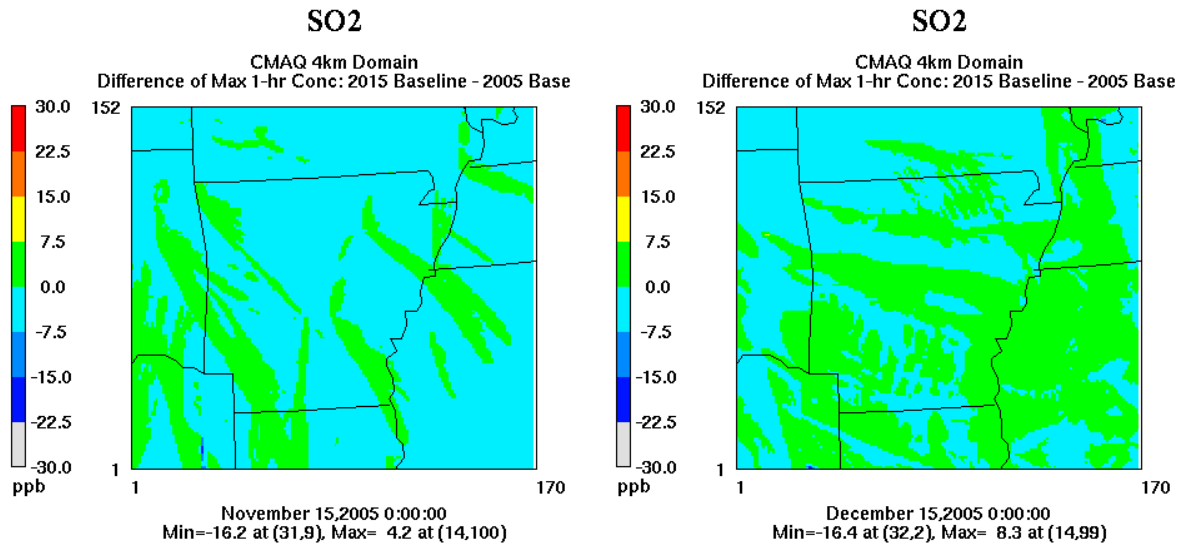 SO2
CMAQ 4km Domain
Difference of Max 1-hr Conc: 2015 Baseline - 2005 Base
30.0
22.5
15.0
7.5
0.0
-7.5
-15.0
-22.5
-30.0
ppb
152
1
1
170
November 15,2005 0:00:00
Min=-16.2 at (31,9), Max= 4.2 at (14,100)
SO2
CMAQ 4km Domain
Difference of Max 1-hr Conc: 2015 Baseline - 2005 Base
30.0
22.5
15.0
7.5
0.0
-7.5
-15.0
-22.5
-30.0
ppb
152
1
1
170
December 15,2005 0:00:00
Min=-16.4 at (32,2), Max= 8.3 at (14,99)